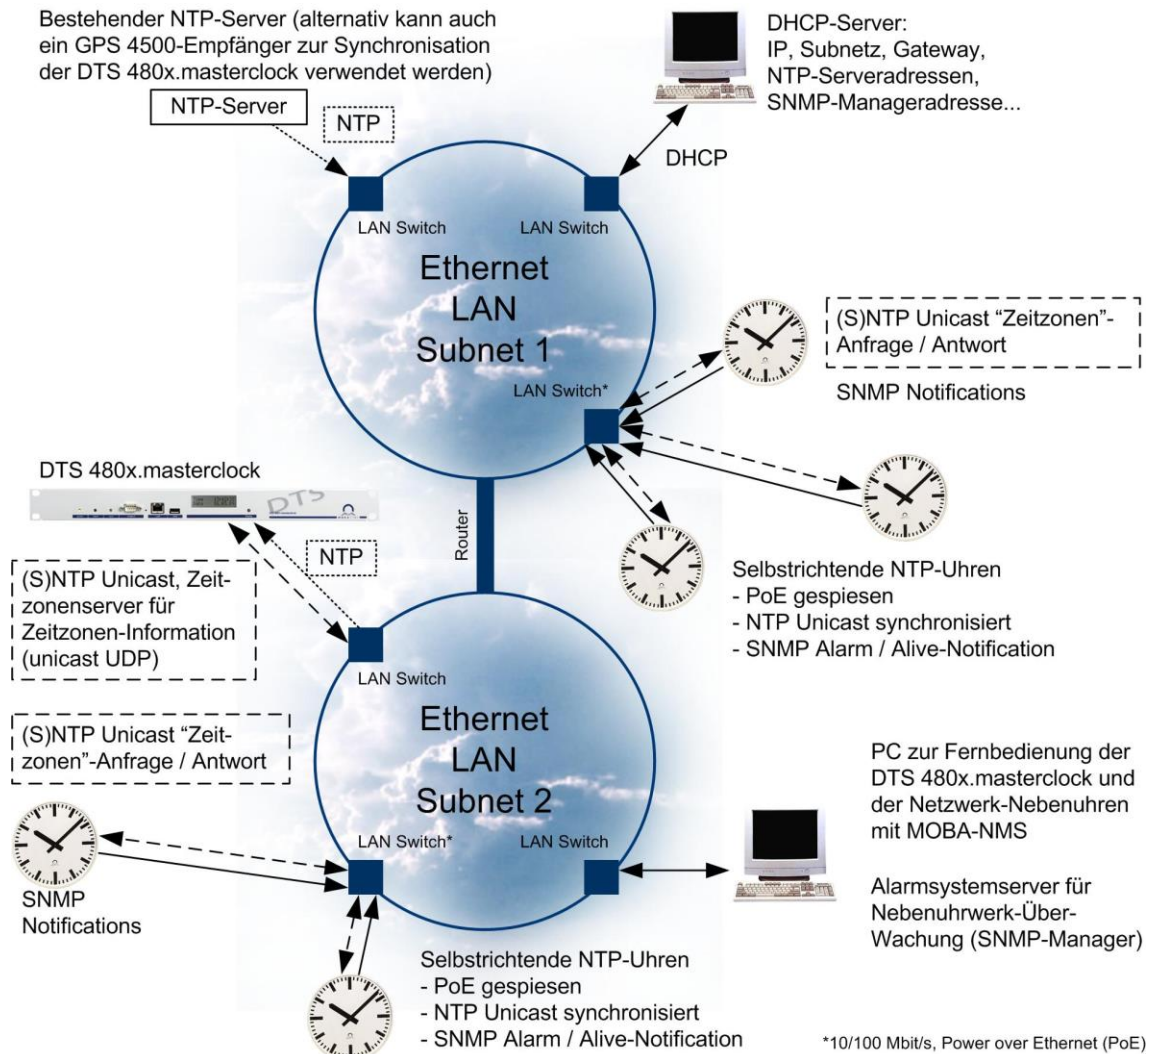 Bestehender NTP-Server (alternativ kann auch
ein GPS 4500-Empfänger zur Synchronisation
der DTS 480x.masterclock verwendet werden)
NTP-Server
NTP
DHCP-Server:
IP, Subnetz, Gateway,
NTP-Serveradressen,
SNMP-Manageradresse...
DHCP
LAN Switch
LAN Switch
Ethernet
LAN
Subnet 1
LAN Switch*
(S)NTP Unicast “Zeitzonen”-
Anfrage / Antwort
SNMP Notifications
DTS 480x.masterclock
DTS
NTP
Router
(S)NTP Unicast, Zeit-
zonenserver für
Zeitzonen-Information
(unicast UDP)
Selbstrichtende NTP-Uhren
- PoE gespiesen
- NTP Unicast synchronisiert
- SNMP Alarm / Alive-Notification
LAN Switch
Ethernet
LAN
Subnet 2
(S)NTP Unicast “Zeit-
zonen”-Anfrage / Antwort
LAN Switch*
LAN Switch
SNMP
Notifications
PC zur Fernbedienung der
DTS 480x.masterclock und
der Netzwerk-Nebenuhren
mit MOBA-NMS
Alarmsystemserver für
Nebenuhrwerk-Über-
Wachung (SNMP-Manager)
Selbstrichtende NTP-Uhren
- PoE gespiesen
- NTP Unicast synchronisiert
- SNMP Alarm / Alive-Notification
*10/100 Mbit/s, Power over Ethernet (PoE)